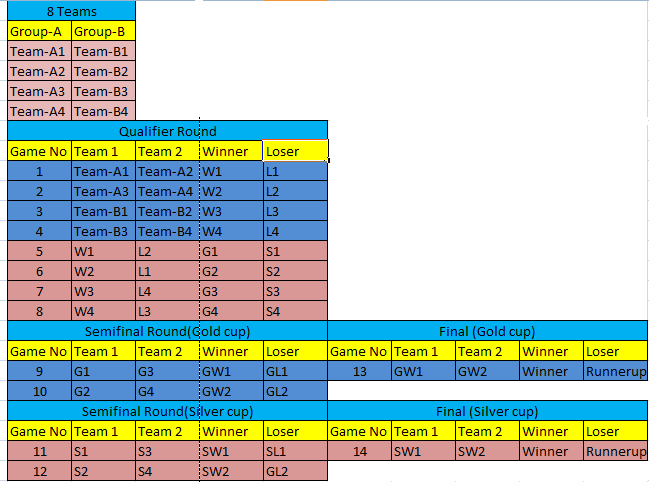 8 Teams
Group-A Group-B
Team-A1 Team-B1
Team-A2 Team-B2
Team-A3 Team-B3
Team-A4 Team-B4
Qualifier Round
Game No Team 1 Team 2 Winner Loser
1 Team-A1 Team-A2 W1 L1
2 Team-A3 Team-A4 W2 L2
3 Team-B1 Team-B2 W3 L3
4 Team-B3 Team-B4 W4 L4
5 W1 L2 G1 S1
6 W2 L1 G2 S2
7 W3 L4 G3 S3
8 W4 L3 G4 S4
Semifinal Round(Gold cup) Final (Gold cup)
Game No Team 1 Team 2 Winner Loser Game No Team 1 Team 2 Winner Loser
9 G1 G3 GW1 GL1 13 GW1 GW2 Winner Runnerup
10 G2 G4 GW2 GL2
Semifinal Round(Silver cup) Final (Silver cup)
Game No Team 1 Team 2 Winner Loser Game No Team 1 Team 2 Winner Loser
11 S1 S3 SW1 SL1 14 SW1 SW2 Winner Runnerup
12 S2 S4 SW2 GL2